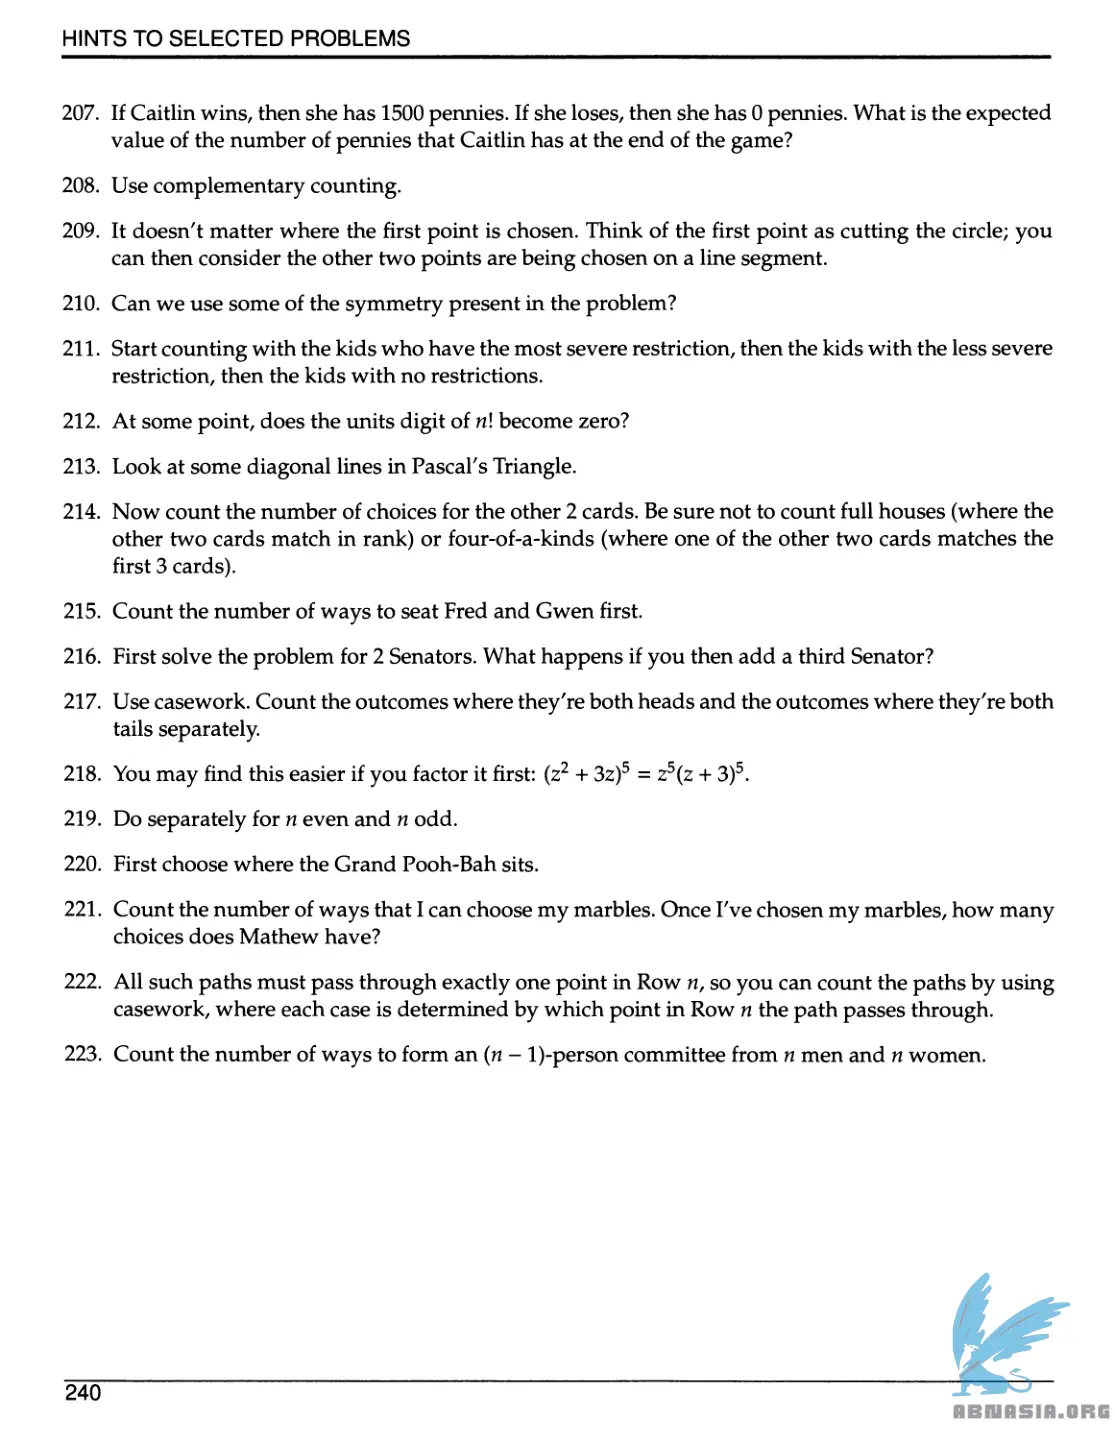 HINTS TO SELECTED PROBLEMS
207. If Caitlin wins, then she has 1500 pennies. If she loses, then she has 0 pennies. What is the expected
value of the number of pennies that Caitlin has at the end of the game?
208. Use complementary counting.
209. It doesn't matter where the first point is chosen. Think of the first point as cutting the circle; you
can then consider the other two points are being chosen on a line segment.
210. Can we use some of the symmetry present in the problem?
211. Start counting with the kids who have the most severe restriction, then the kids with the less severe
restriction, then the kids with no restrictions.
212. At some point, does the units digit of n! become zero?
213. Look at some diagonal lines in Pascal's Triangle.
214. Now count the number of choices for the other 2 cards. Be sure not to count full houses (where the
other two cards match in rank) or four-of-a-kinds (where one of the other two cards matches the
first 3 cards).
215. Count the number of ways to seat Fred and Gwen first.
216. First solve the problem for 2 Senators. What happens if you then add a third Senator?
217. Use casework. Count the outcomes where they're both heads and the outcomes where they're both
tails separately.
218. You may find this easier if you factor it first: (z² + 3z)⁵ = z⁵(z + 3)⁵.
219. Do separately for n even and n odd.
220. First choose where the Grand Pooh-Bah sits.
221. Count the number of ways that I can choose my marbles. Once I've chosen my marbles, how many
choices does Mathew have?
222. All such paths must pass through exactly one point in Row n, so you can count the paths by using
casework, where each case is determined by which point in Row n the path passes through.
223. Count the number of ways to form an (n − 1)-person committee from n men and n women.
240
ABNASIA.ORG